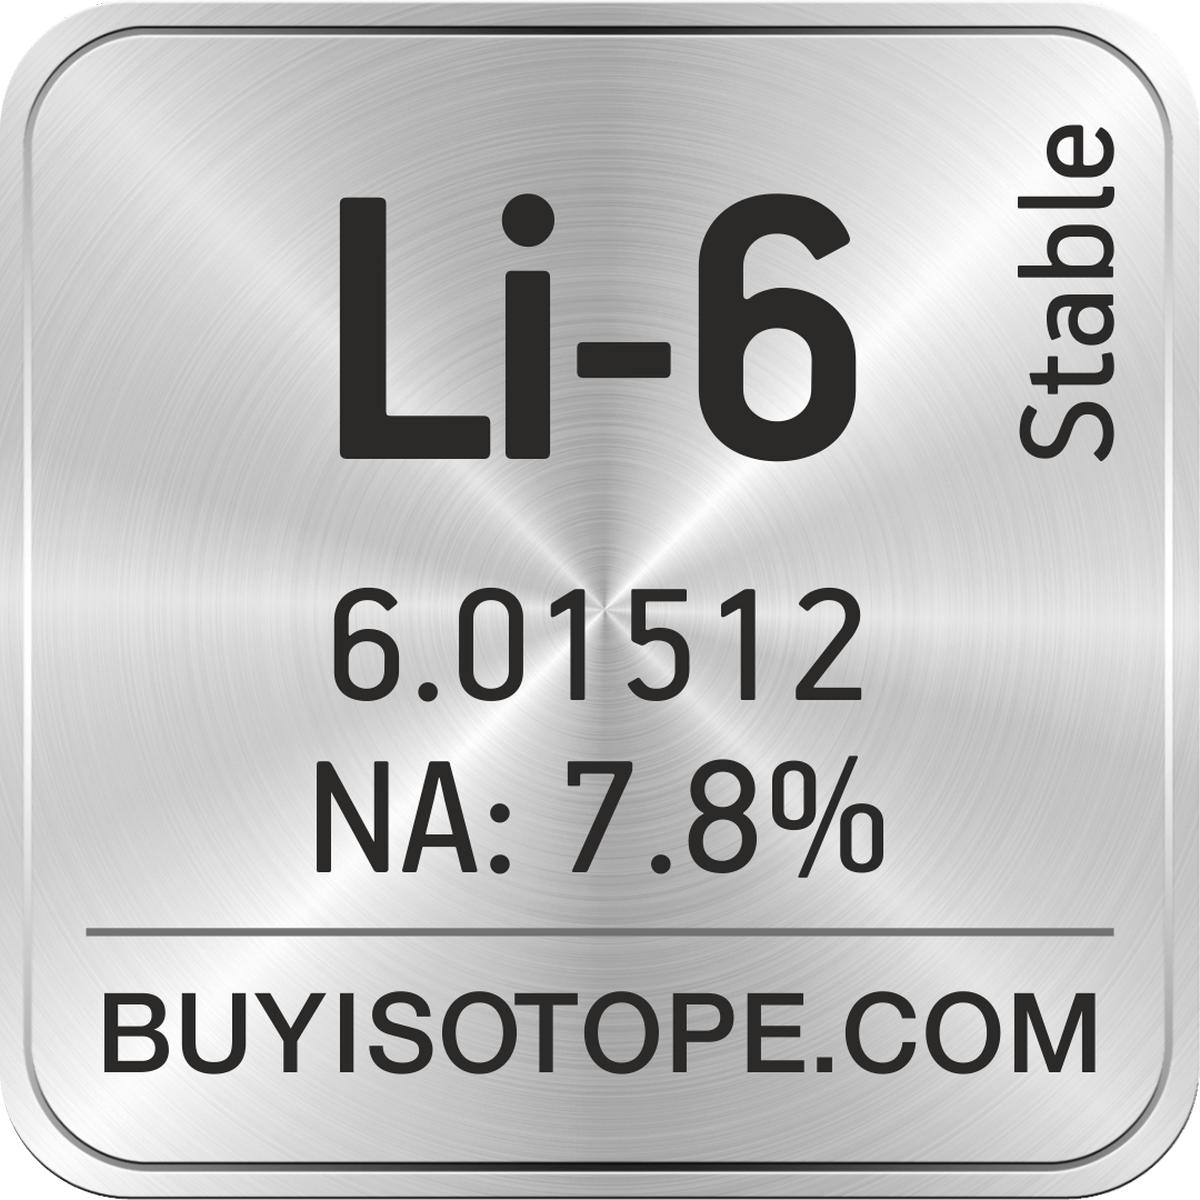 Li-6
Stable
6.01512
NA: 7.8%
BUYISOTOPE.COM